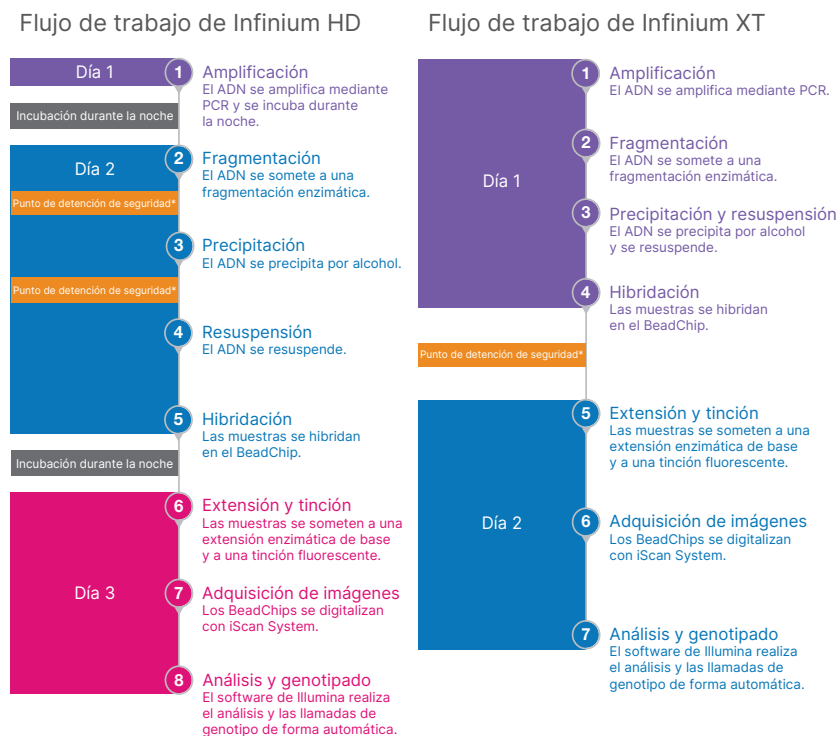 Flujo de trabajo de Infinium HD
Día 1
1
Amplificación
El ADN se amplifica mediante
PCR y se incuba durante
la noche.
Incubación durante la noche
Día 2
2
Fragmentación
El ADN se somete a una
fragmentación enzimática.
Punto de detención de seguridad*
3
Precipitación
El ADN se precipita por alcohol.
Punto de detención de seguridad*
4
Resuspensión
El ADN se resuspende.
5
Hibridación
Las muestras se hibridan
en el BeadChip.
Incubación durante la noche
Día 3
6
Extensión y tinción
Las muestras se someten a una
extensión enzimática de base
y a una tinción fluorescente.
7
Adquisición de imágenes
Los BeadChips se digitalizan
con iScan System.
8
Análisis y genotipado
El software de Illumina realiza
el análisis y las llamadas de
genotipo de forma automática.
Flujo de trabajo de Infinium XT
Día 1
1
Amplificación
El ADN se amplifica mediante PCR.
2
Fragmentación
El ADN se somete a una
fragmentación enzimática.
3
Precipitación y resuspensión
El ADN se precipita por alcohol
y se resuspende.
4
Hibridación
Las muestras se hibridan
en el BeadChip.
Punto de detención de seguridad*
Día 2
5
Extensión y tinción
Las muestras se someten a una
extensión enzimática de base
y a una tinción fluorescente.
6
Adquisición de imágenes
Los BeadChips se digitalizan
con iScan System.
7
Análisis y genotipado
El software de Illumina realiza
el análisis y las llamadas de
genotipo de forma automática.